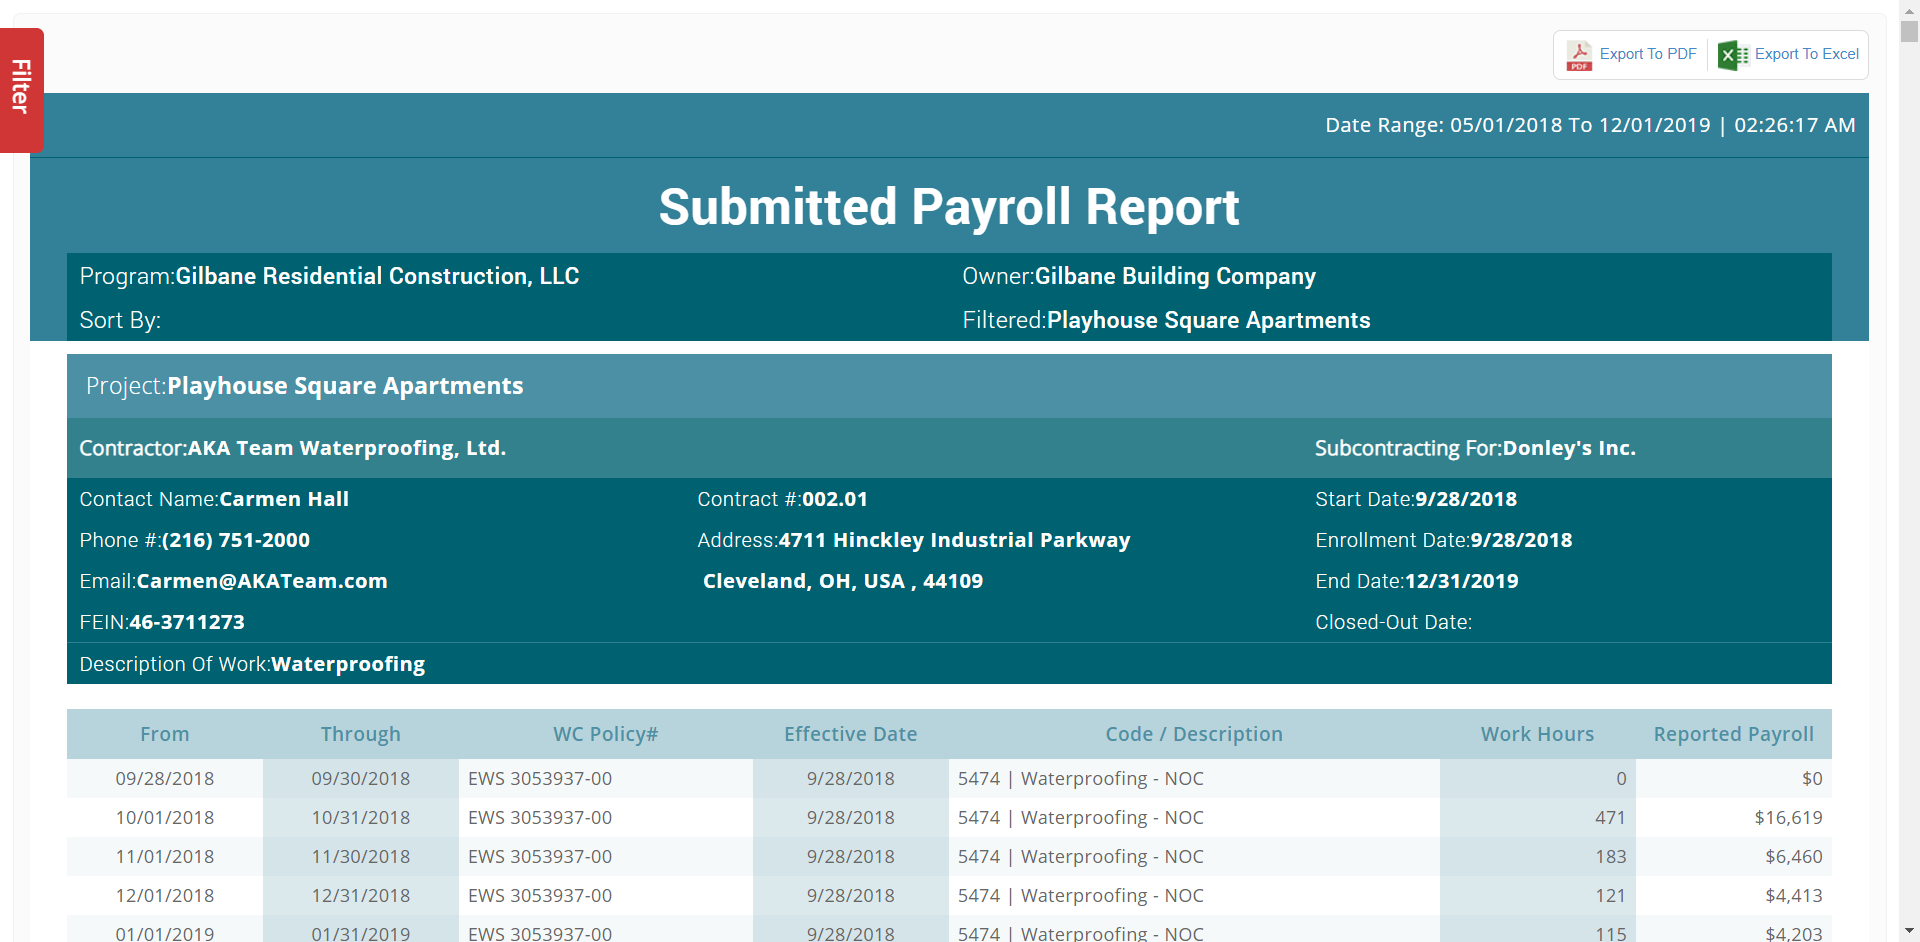 Filter
Export To PDF
Export To Excel
Date Range: 05/01/2018 To 12/01/2019 | 02:26:17 AM
Submitted Payroll Report
Program:Gilbane Residential Construction, LLC Owner:Gilbane Building Company
Sort By: Filtered:Playhouse Square Apartments
Project:Playhouse Square Apartments
Contractor:AKA Team Waterproofing, Ltd. Subcontracting For:Donley's Inc.
Contact Name:Carmen Hall Contract #:002.01 Start Date:9/28/2018
Phone #:(216) 751-2000 Address:4711 Hinckley Industrial Parkway Enrollment Date:9/28/2018
Email:Carmen@AKATeam.com Cleveland, OH, USA , 44109 End Date:12/31/2019
FEIN:46-3711273 Closed-Out Date:
Description Of Work:Waterproofing
From Through WC Policy# Effective Date Code / Description Work Hours Reported Payroll
09/28/2018 09/30/2018 EWS 3053937-00 9/28/2018 5474 | Waterproofing - NOC 0 $0
10/01/2018 10/31/2018 EWS 3053937-00 9/28/2018 5474 | Waterproofing - NOC 471 $16,619
11/01/2018 11/30/2018 EWS 3053937-00 9/28/2018 5474 | Waterproofing - NOC 183 $6,460
12/01/2018 12/31/2018 EWS 3053937-00 9/28/2018 5474 | Waterproofing - NOC 121 $4,413
01/01/2019 01/31/2019 EWS 3053937-00 9/28/2018 5474 | Waterproofing - NOC 115 $4,203